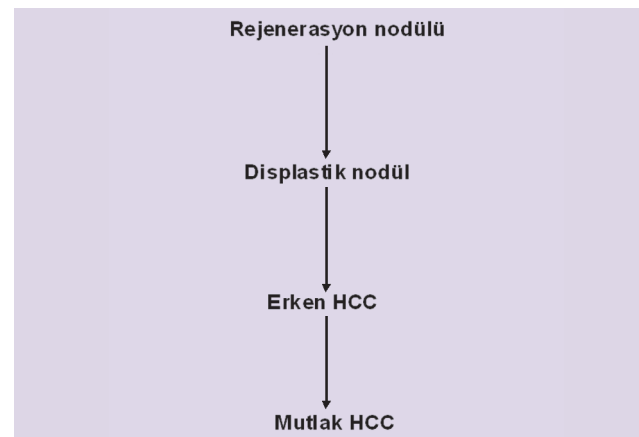 Rejenerasyon nodülü
Displastik nodül
Erken HCC
Mutlak HCC